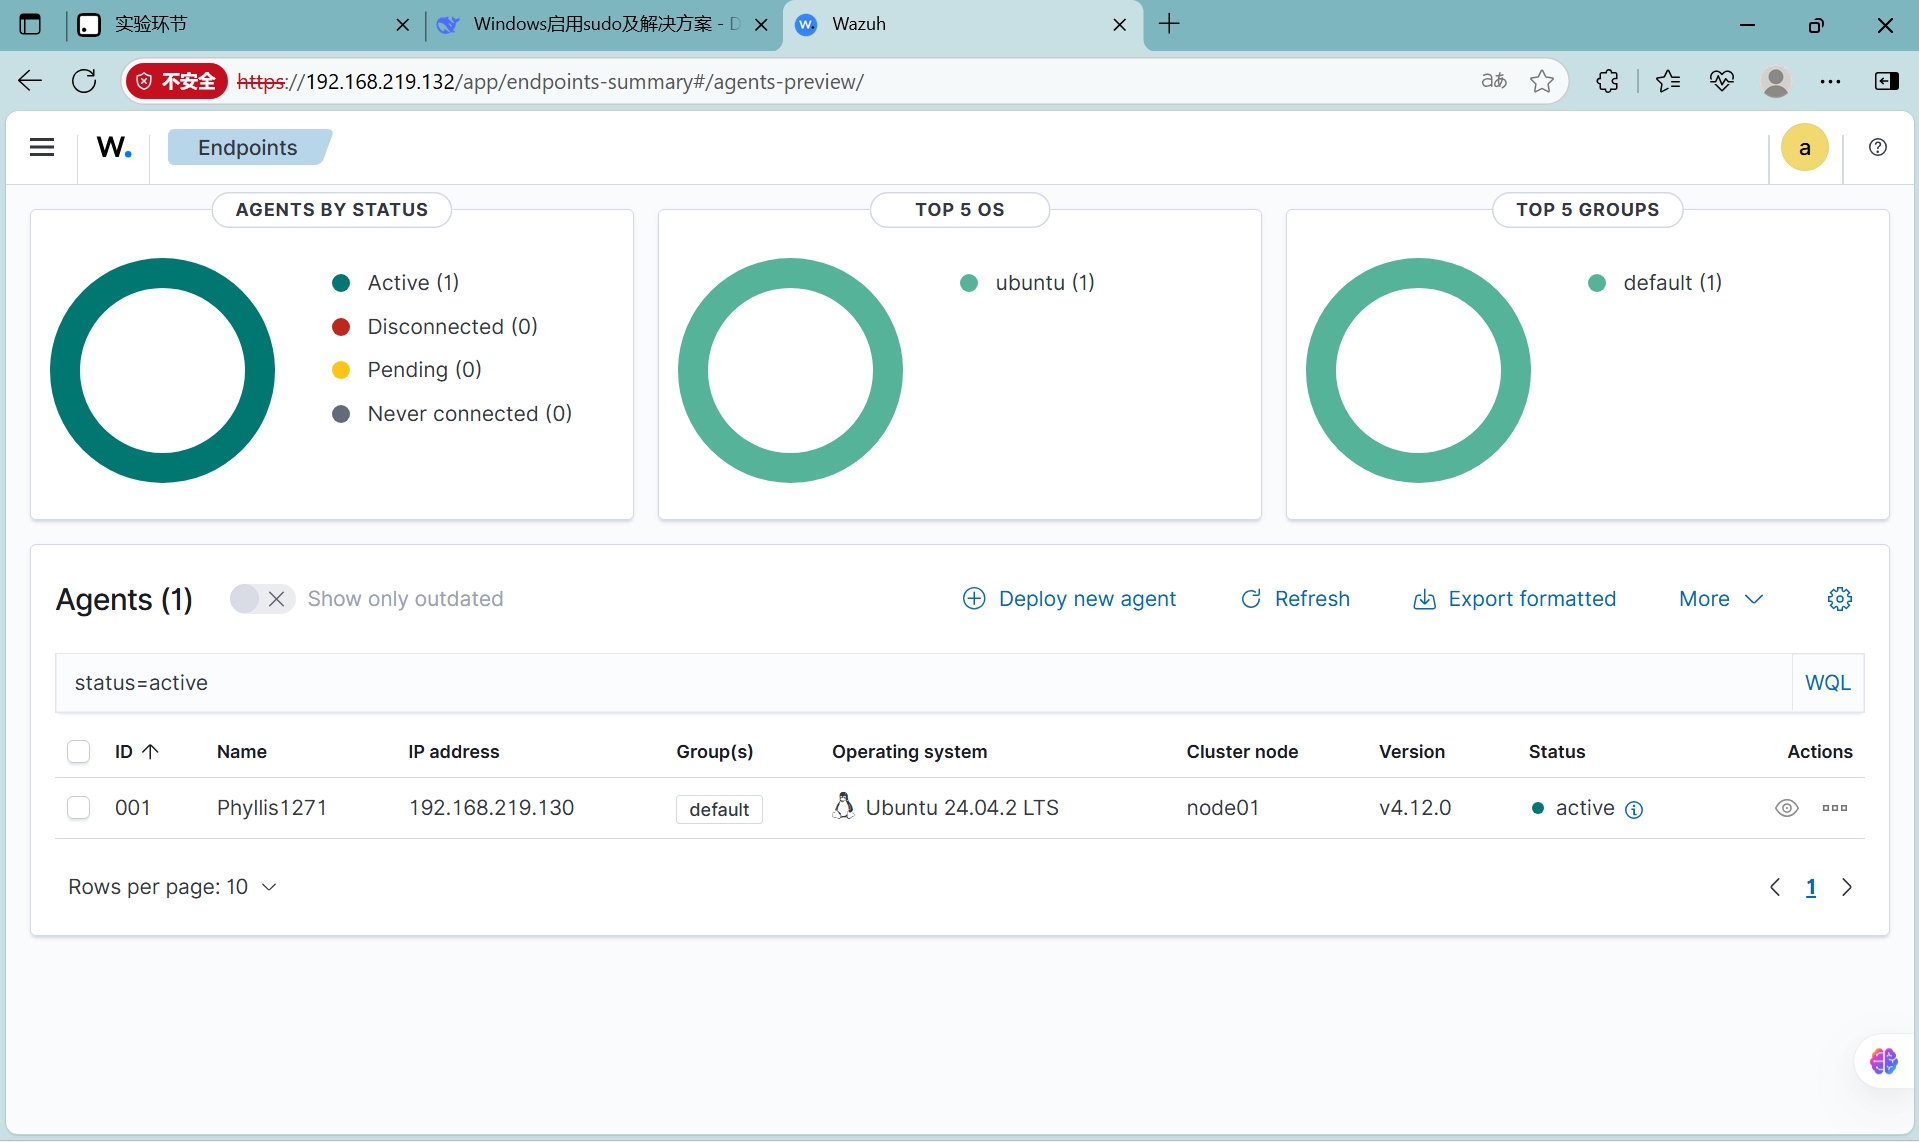 实验环节
Windows启用sudo及解决方案 - D
Wazuh
不安全 https://192.168.219.132/app/endpoints-summary#/agents-preview/
aあ
W.
Endpoints
a
AGENTS BY STATUS
Active (1)
Disconnected (0)
Pending (0)
Never connected (0)
TOP 5 OS
ubuntu (1)
TOP 5 GROUPS
default (1)
Agents (1) Show only outdated Deploy new agent Refresh Export formatted More
status=active WQL
ID Name IP address Group(s) Operating system Cluster node Version Status Actions
001 Phyllis1271 192.168.219.130 default Ubuntu 24.04.2 LTS node01 v4.12.0 active
Rows per page: 10 1